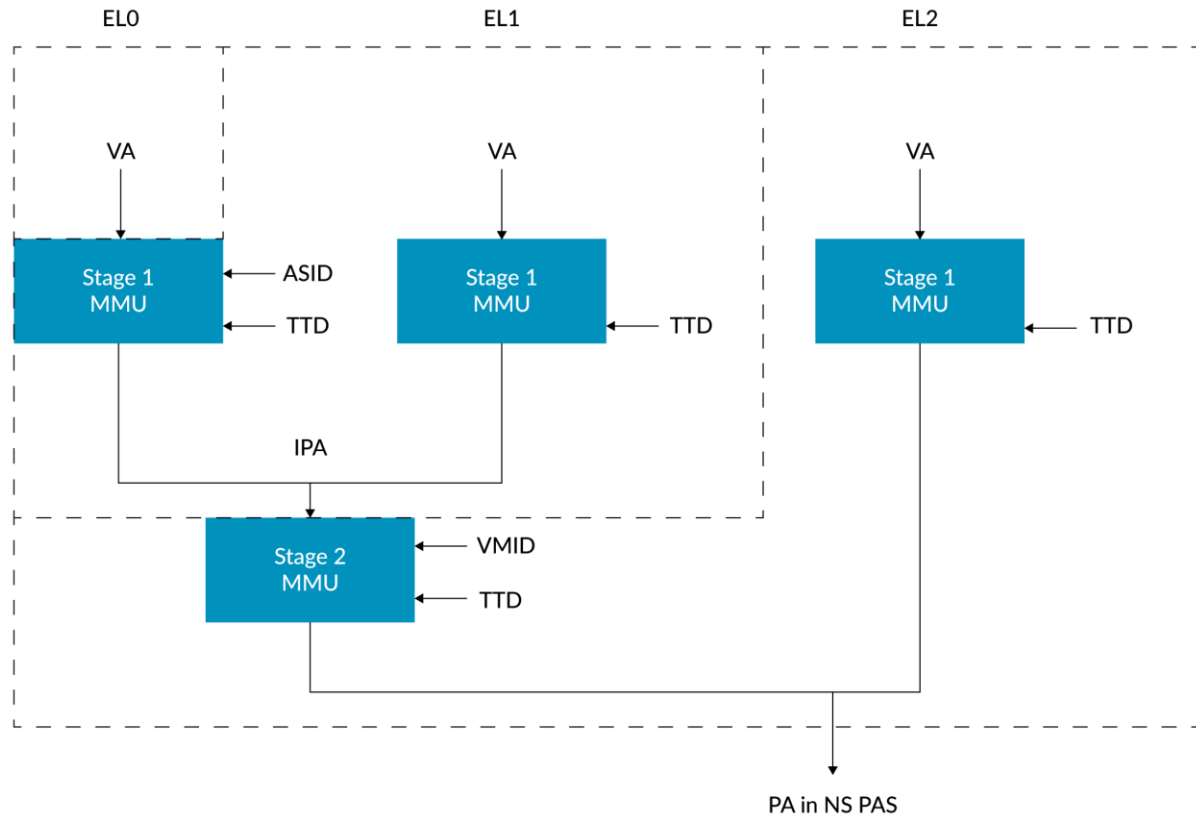 EL0
EL1
EL2
VA
VA
VA
Stage 1
MMU
ASID
TTD
Stage 1
MMU
TTD
Stage 1
MMU
TTD
IPA
Stage 2
MMU
VMID
TTD
PA in NS PAS